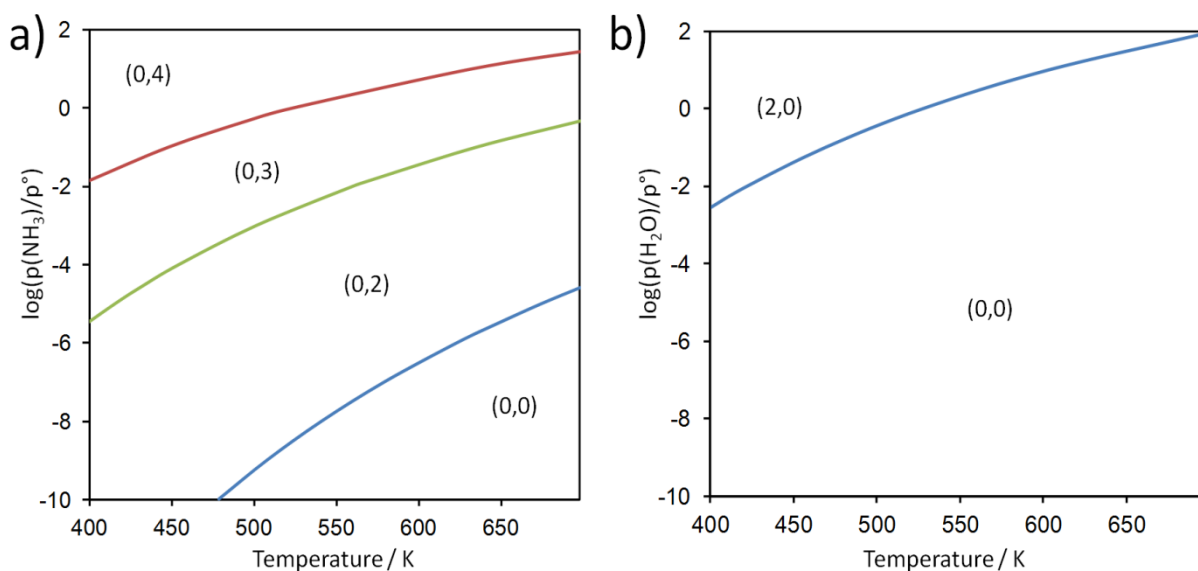 a)
log(p(NH₃)/p°)
2
0
-2
-4
-6
-8
-10
(0,4)
(0,3)
(0,2)
(0,0)
400 450 500 550 600 650
Temperature / K
b)
log(p(H₂O)/p°)
2
0
-2
-4
-6
-8
-10
(2,0)
(0,0)
400 450 500 550 600 650
Temperature / K